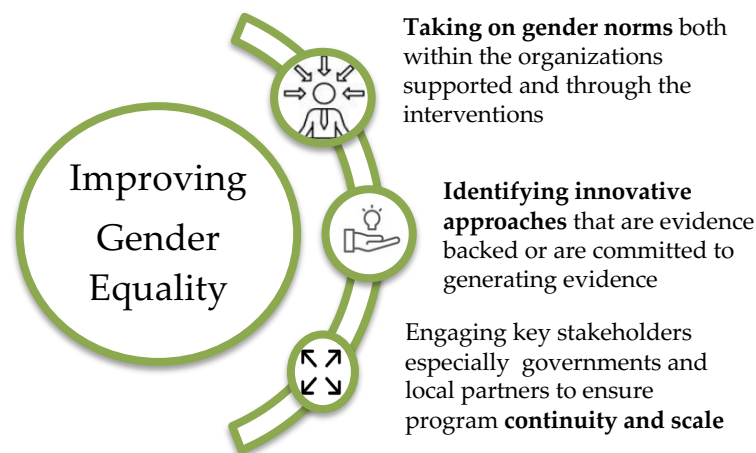 Improving
Gender
Equality
Taking on gender norms both
within the organizations
supported and through the
interventions
Identifying innovative
approaches that are evidence
backed or are committed to
generating evidence
Engaging key stakeholders
especially governments and
local partners to ensure
program continuity and scale